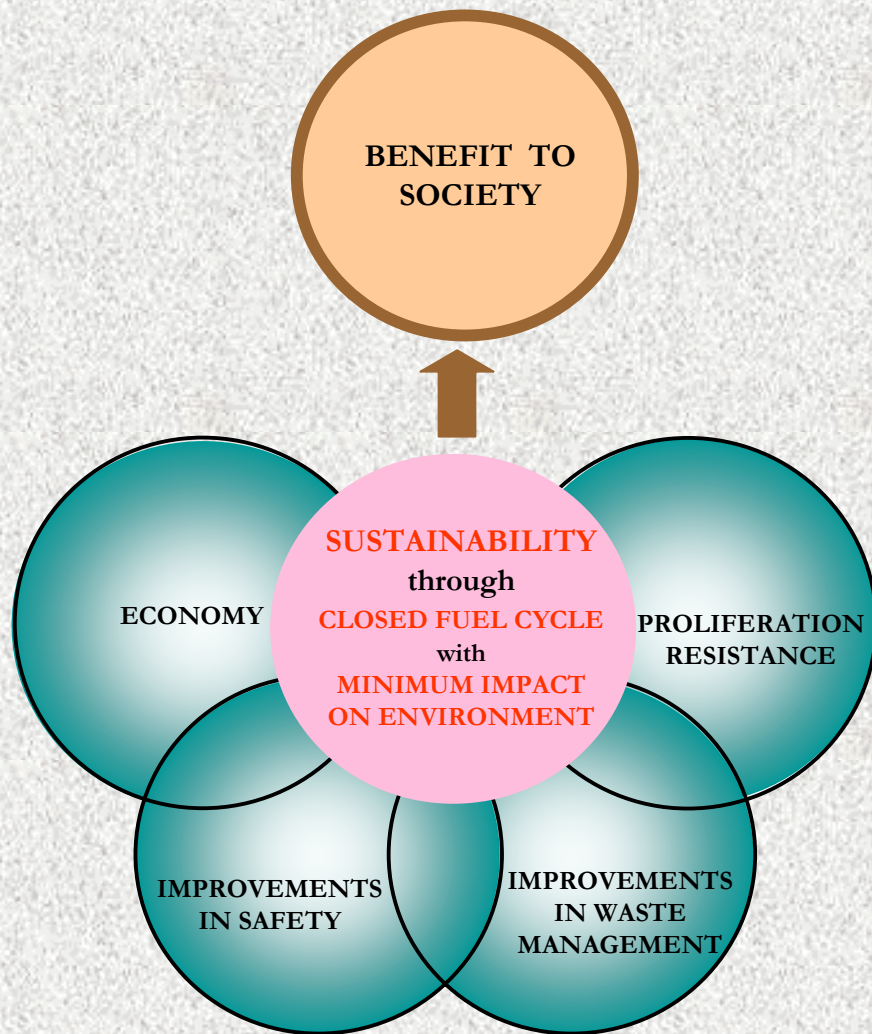 BENEFIT TO
SOCIETY
SUSTAINABILITY
through
CLOSED FUEL CYCLE
with
MINIMUM IMPACT
ON ENVIRONMENT
ECONOMY
PROLIFERATION
RESISTANCE
IMPROVEMENTS
IN SAFETY
IMPROVEMENTS
IN WASTE
MANAGEMENT